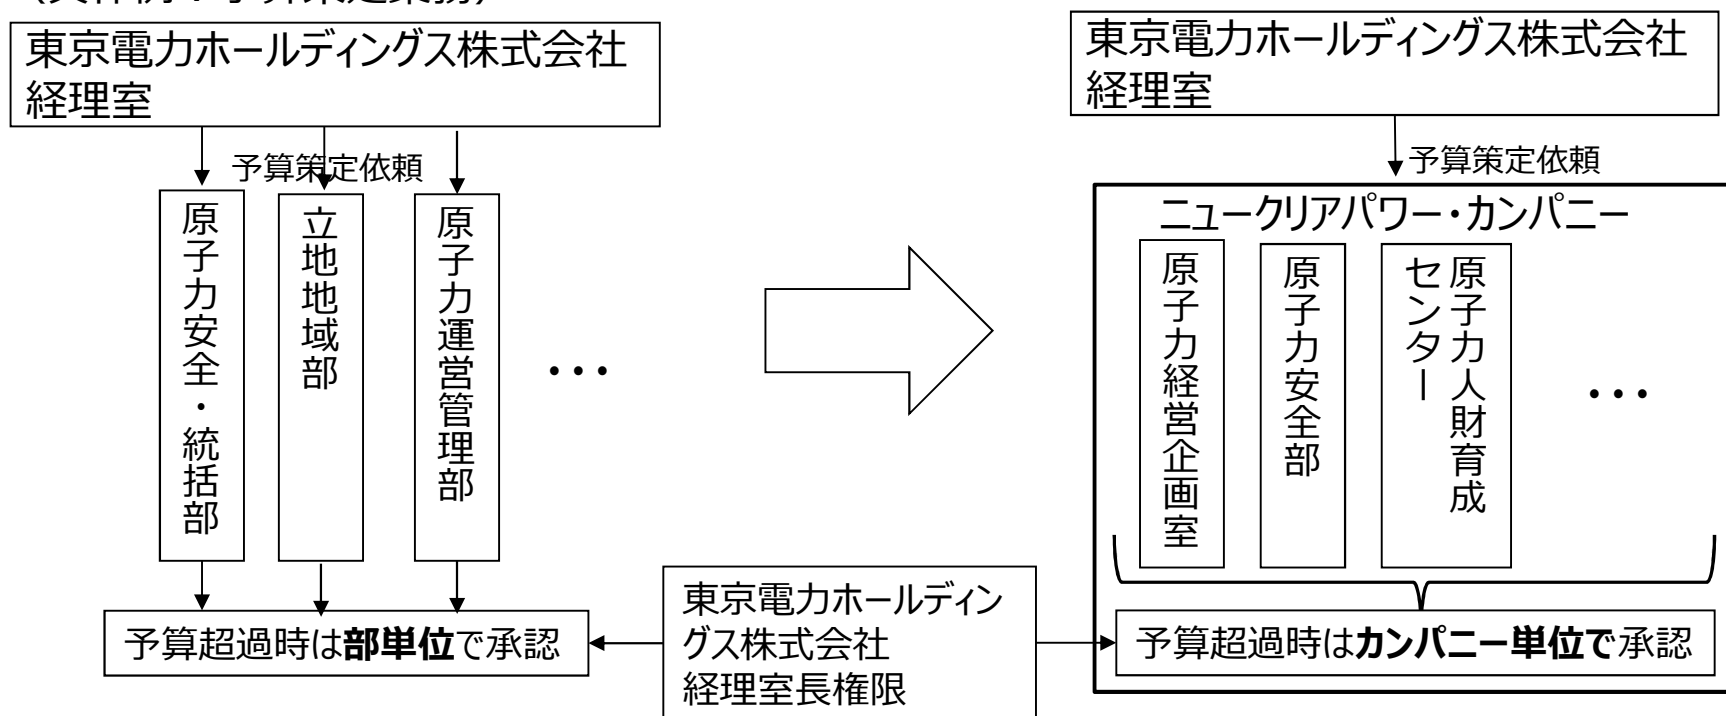 東京電力ホールディングス株式会社
経理室
予算策定依頼
原子力安全・統括部
立地地域部
原子力運営管理部
・・・
予算超過時は部単位で承認
東京電力ホールディン
グス株式会社
経理室長権限
東京電力ホールディングス株式会社
経理室
予算策定依頼
ニュークリアパワー・カンパニー
原子力経営企画室
原子力安全部
原子力人財育成
センター
・・・
予算超過時はカンパニー単位で承認